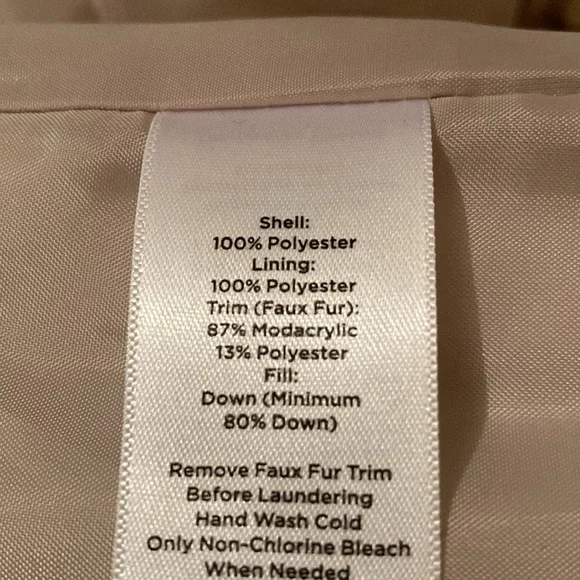 Shell:
100% Polyester
Lining:
100% Polyester
Trim (Faux Fur):
87% Modacrylic
13% Polyester
Fill:
Down (Minimum
80% Down)
Remove Faux Fur Trim
Before Laundering
Hand Wash Cold
Only Non-Chlorine Bleach
When Needed